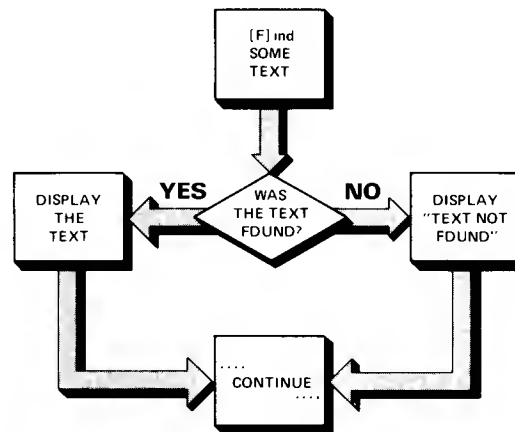 [F] ind
SOME
TEXT
YES
WAS
THE TEXT
FOUND?
NO
DISPLAY
THE
TEXT
DISPLAY
"TEXT NOT
FOUND"
....
CONTINUE
....